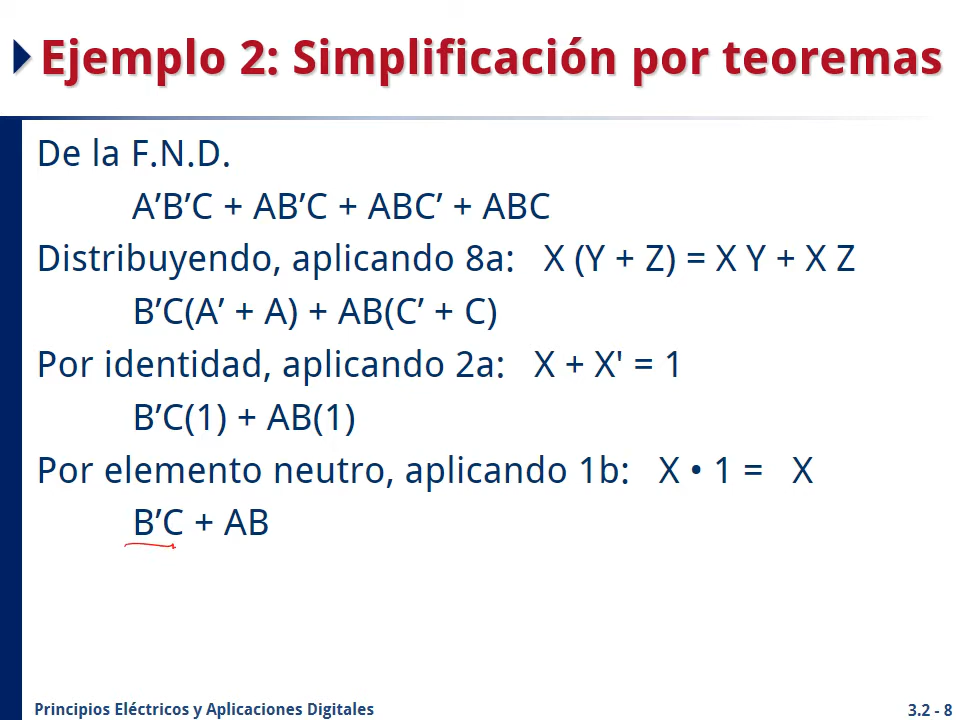 Ejemplo 2: Simplificación por teoremas
De la F.N.D.
A’B’C + AB’C + ABC’ + ABC
Distribuyendo, aplicando 8a: X (Y + Z) = X Y + X Z
B’C(A’ + A) + AB(C’ + C)
Por identidad, aplicando 2a: X + X' = 1
B’C(1) + AB(1)
Por elemento neutro, aplicando 1b: X • 1 = X
B’C + AB
Principios Eléctricos y Aplicaciones Digitales
3.2 - 8